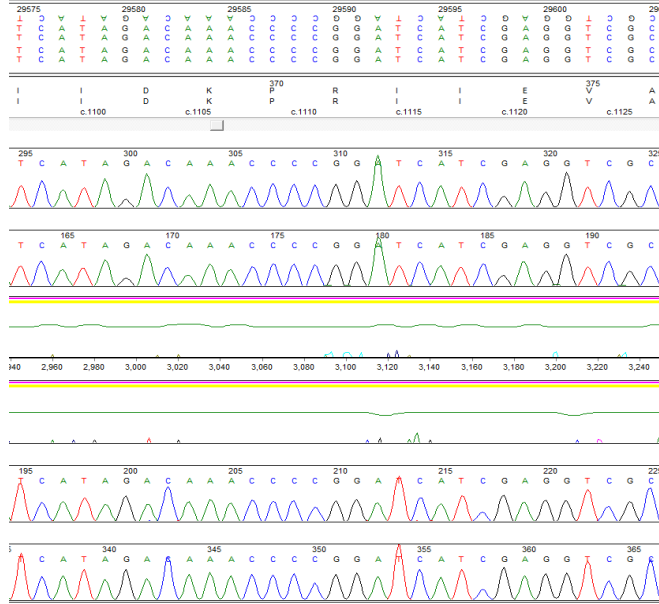 29575 29580 29585 29590 29595 29600
T C A T A G A C A A A C C C C G G A T C A T C G A G G T C G C
T C A T A G A C A A A C C C C G G A T C A T C G A G G T C G C
T C A T A G A C A A A C C C C G G A T C A T C G A G G T C G C
T C A T A G A C A A A C C C C G G A T C A T C G A G G T C G C
370 375
I I D K P R I I E V A
I I D K P R I I E V A
c.1100 c.1105 c.1110 c.1115 c.1120 c.1125
295 300 305 310 315 320 325
T C A T A G A C A A A C C C C G G A T C A T C G A G G T C G C
165 170 175 180 185 190
T C A T A G A C A A A C C C C G G A T C A T C G A G G T C G C
940 2,960 2,980 3,000 3,020 3,040 3,060 3,080 3,100 3,120 3,140 3,160 3,180 3,200 3,220 3,240
195 200 205 210 215 220 225
T C A T A G A C A A A C C C C G G A T C A T C G A G G T C G C
340 345 350 355 360 365
T C A T A G A C A A A C C C C G G A T C A T C G A G G T C G C